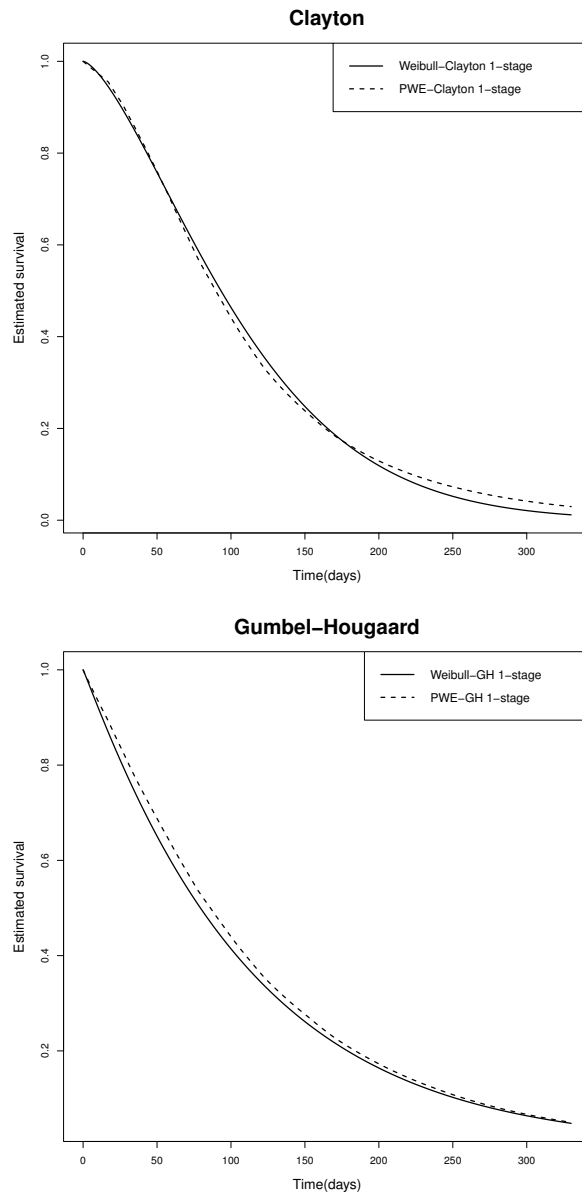 Clayton
Weibull−Clayton 1−stage
PWE−Clayton 1−stage
Estimated survival
1.0
0.8
0.6
0.4
0.2
0.0
0 50 100 150 200 250 300
Time(days)
Gumbel−Hougaard
Weibull−GH 1−stage
PWE−GH 1−stage
Estimated survival
1.0
0.8
0.6
0.4
0.2
0 50 100 150 200 250 300
Time(days)